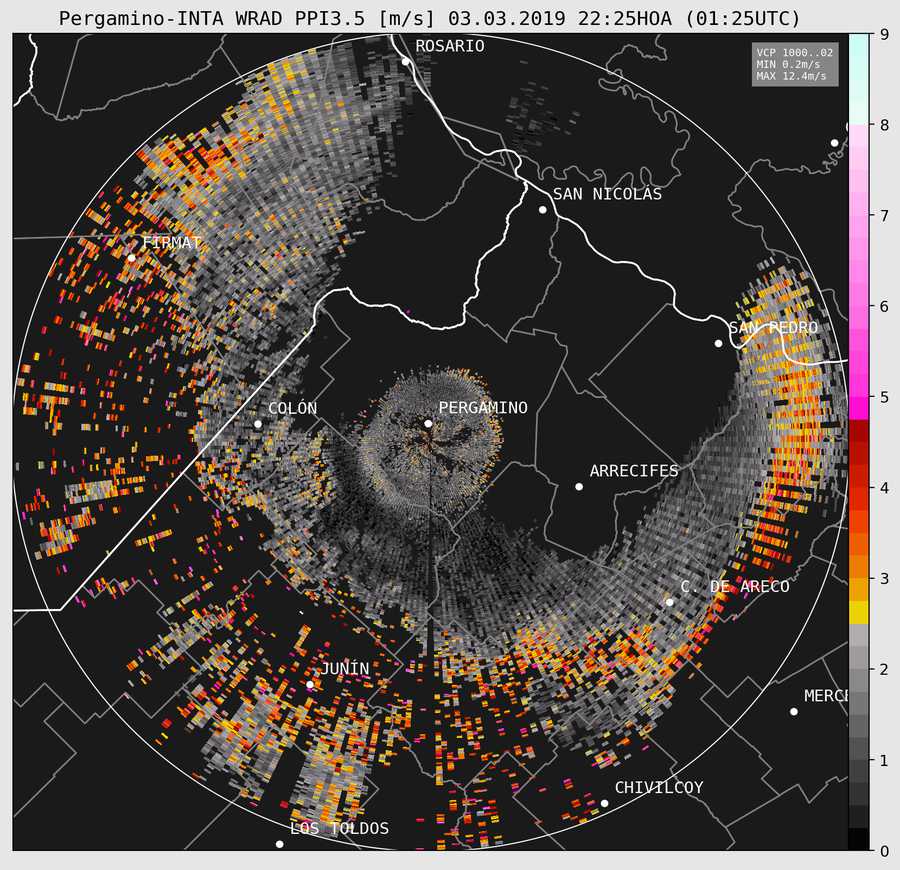 Pergamino-INTA WRAD PPI3.5 [m/s] 03.03.2019 22:25HOA (01:25UTC)
VCP 1000..02
MIN 0.2m/s
MAX 12.4m/s
ROSARIO
SAN NICOLÁS
FIRMAT
SAN PEDRO
COLÓN
PERGAMINO
ARRECIFES
C. DE ARECO
JUNÍN
MERCE
CHIVILCOY
LOS TOLDOS
9
8
7
6
5
4
3
2
1
0